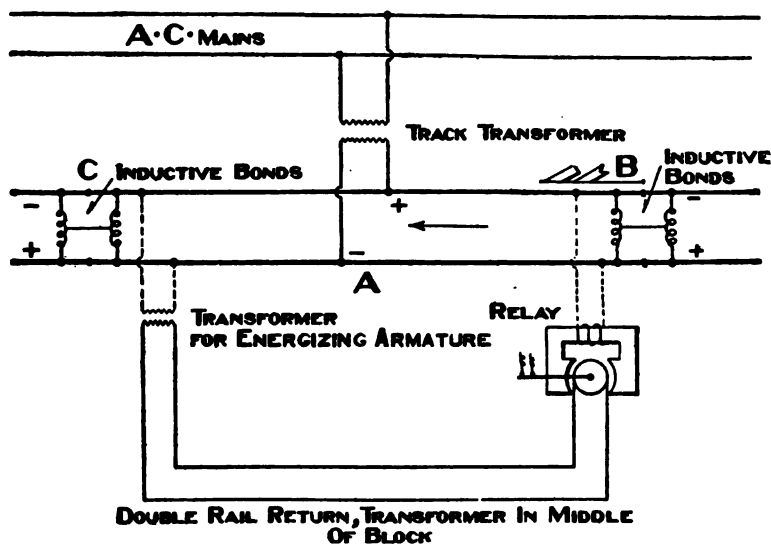 A·C·MAINS
TRACK TRANSFORMER
C INDUCTIVE BONDS
B
INDUCTIVE
BONDS
- + -
+ - +
A
TRANSFORMER
FOR ENERGIZING ARMATURE
RELAY
DOUBLE RAIL RETURN, TRANSFORMER IN MIDDLE
OF BLOCK